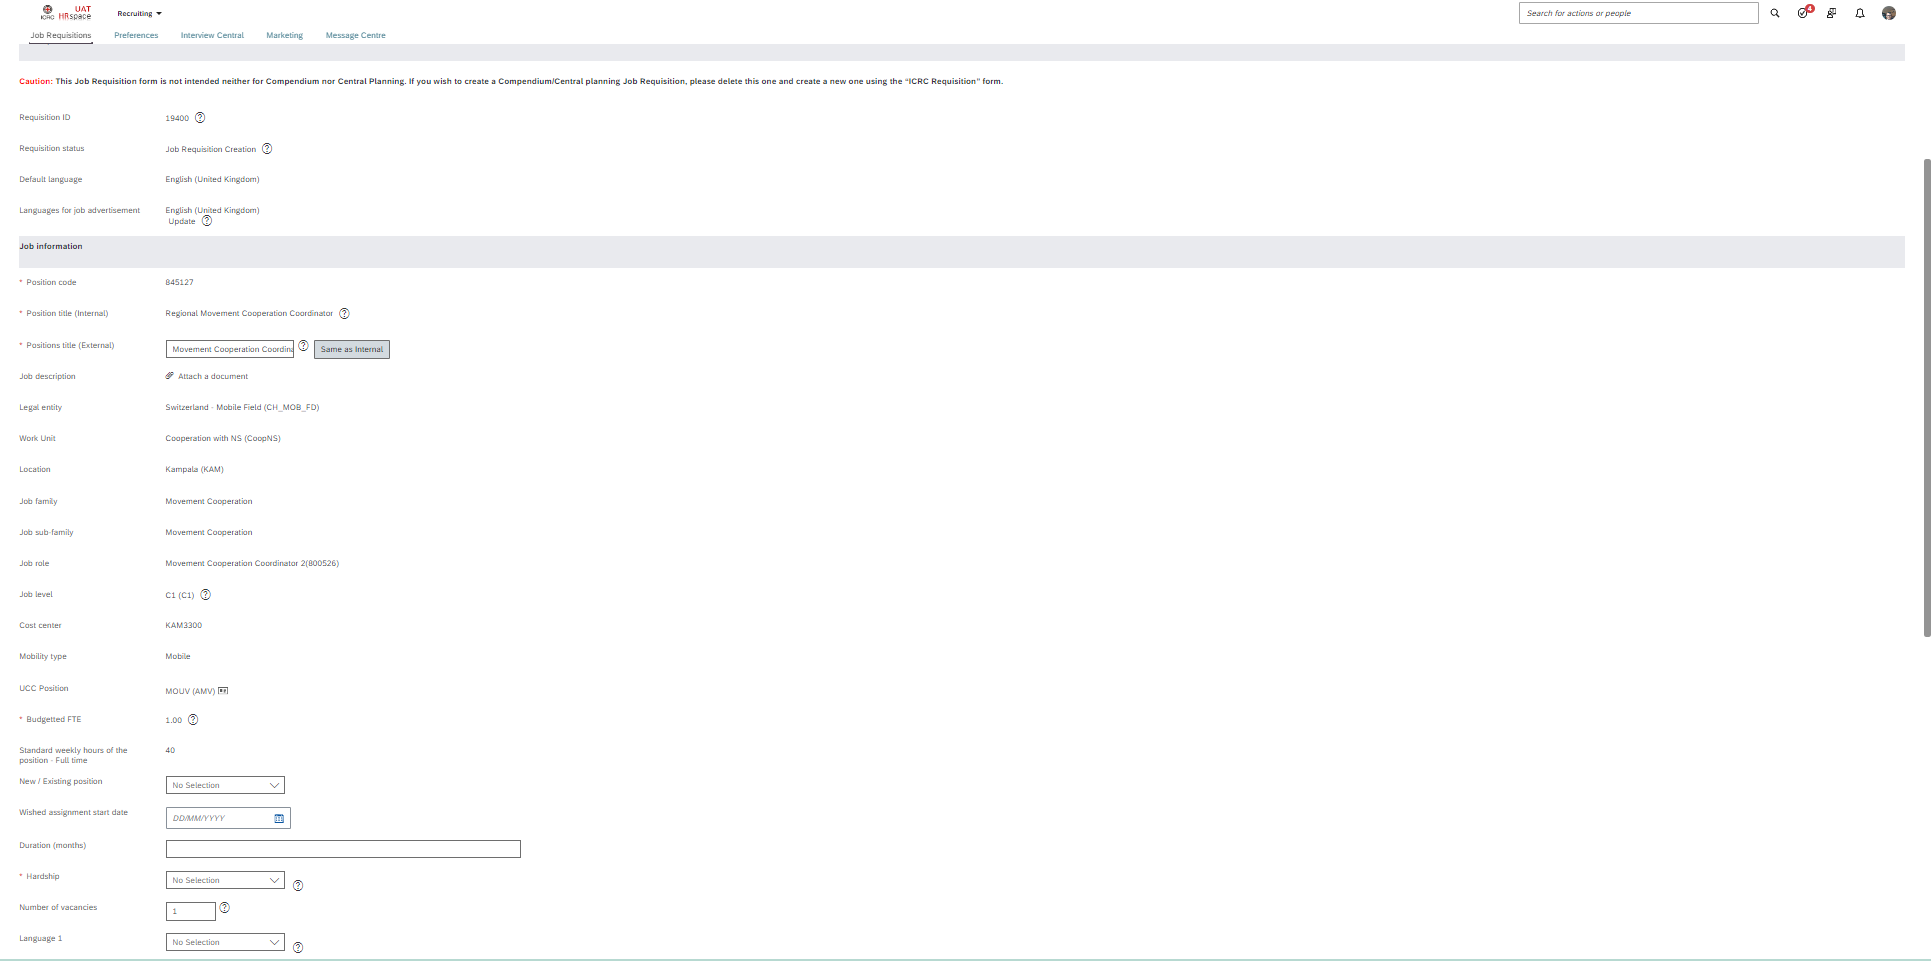 ICRC UAT HRspace Recruiting Search for actions or people 4
Job Requisitions Preferences Interview Central Marketing Message Centre
Caution: This Job Requisition form is not intended neither for Compendium nor Central Planning. If you wish to create a Compendium/Central planning Job Requisition, please delete this one and create a new one using the “ICRC Requisition” form.
Requisition ID 19400 ?
Requisition status Job Requisition Creation ?
Default language English (United Kingdom)
Languages for job advertisement English (United Kingdom)
Update ?
Job information
* Position code 845127
* Position title (Internal) Regional Movement Cooperation Coordinator ?
* Positions title (External) Movement Cooperation Coordina ? Same as Internal
Job description Attach a document
Legal entity Switzerland - Mobile Field (CH_MOB_FD)
Work Unit Cooperation with NS (CoopNS)
Location Kampala (KAM)
Job family Movement Cooperation
Job sub-family Movement Cooperation
Job role Movement Cooperation Coordinator 2(800526)
Job level C1 (C1) ?
Cost center KAM3300
Mobility type Mobile
UCC Position MOUV (AMV)
* Budgetted FTE 1.00 ?
Standard weekly hours of the position - Full time 40
New / Existing position No Selection
Wished assignment start date DD/MM/YYYY
Duration (months)
* Hardship No Selection ?
Number of vacancies 1 ?
Language 1 No Selection ?